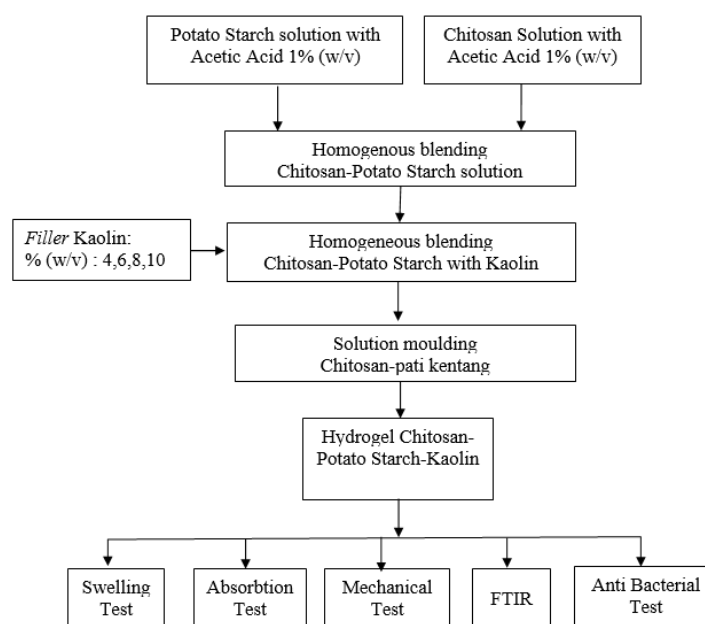 Potato Starch solution with
Acetic Acid 1% (w/v)
Chitosan Solution with
Acetic Acid 1% (w/v)
Homogenous blending
Chitosan-Potato Starch solution
Filler Kaolin:
% (w/v) : 4,6,8,10
Homogeneous blending
Chitosan-Potato Starch with Kaolin
Solution moulding
Chitosan-pati kentang
Hydrogel Chitosan-
Potato Starch-Kaolin
Swelling
Test
Absorbtion
Test
Mechanical
Test
FTIR
Anti Bacterial
Test